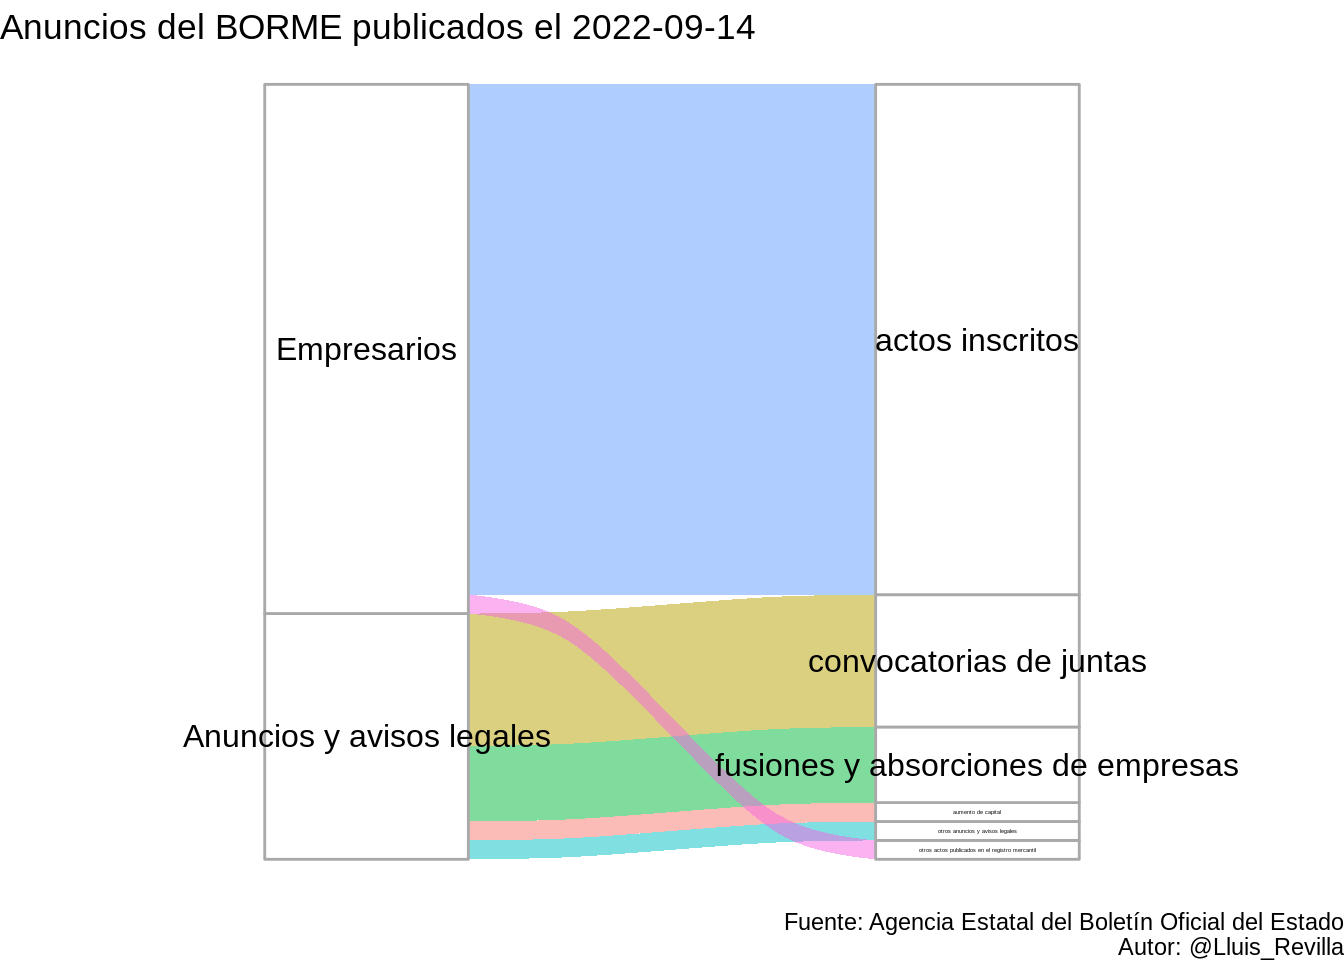 Anuncios del BORME publicados el 2022-09-14
Empresarios
actos inscritos
convocatorias de juntas
Anuncios y avisos legales
fusiones y absorciones de empresas
aumento de capital
otros anuncios y avisos legales
otros actos publicados en el registro mercantil
Fuente: Agencia Estatal del Boletín Oficial del Estado
Autor: @Lluis_Revilla